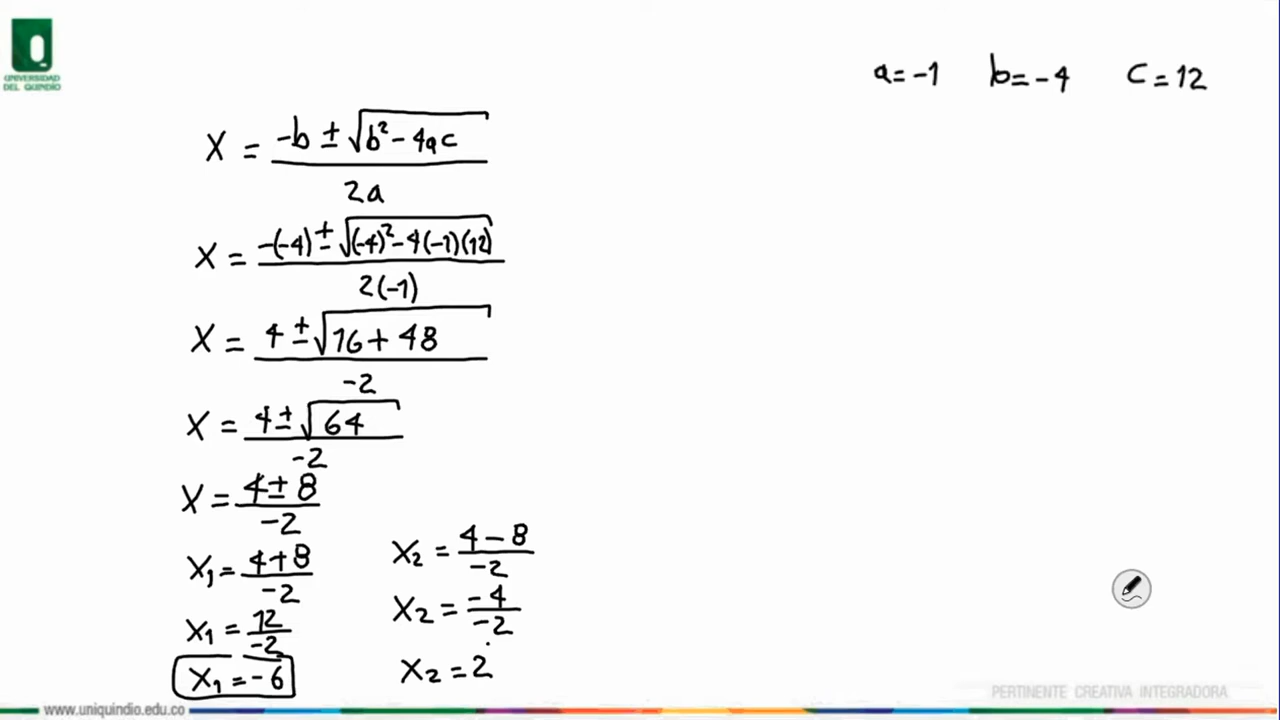 UNIVERSIDAD
DEL QUINDÍO
a = -1 b = -4 c = 12
X = -b ± √b² - 4ac / 2a
X = -(-4) ± √(-4)² - 4(-1)(12) / 2(-1)
X = 4 ± √16 + 48 / -2
X = 4 ± √64 / -2
X = 4 ± 8 / -2
X₁ = 4 + 8 / -2
X₁ = 12 / -2
X₁ = -6
X₂ = 4 - 8 / -2
X₂ = -4 / -2
X₂ = 2
PERTINENTE CREATIVA INTEGRADORA
www.uniquindio.edu.co